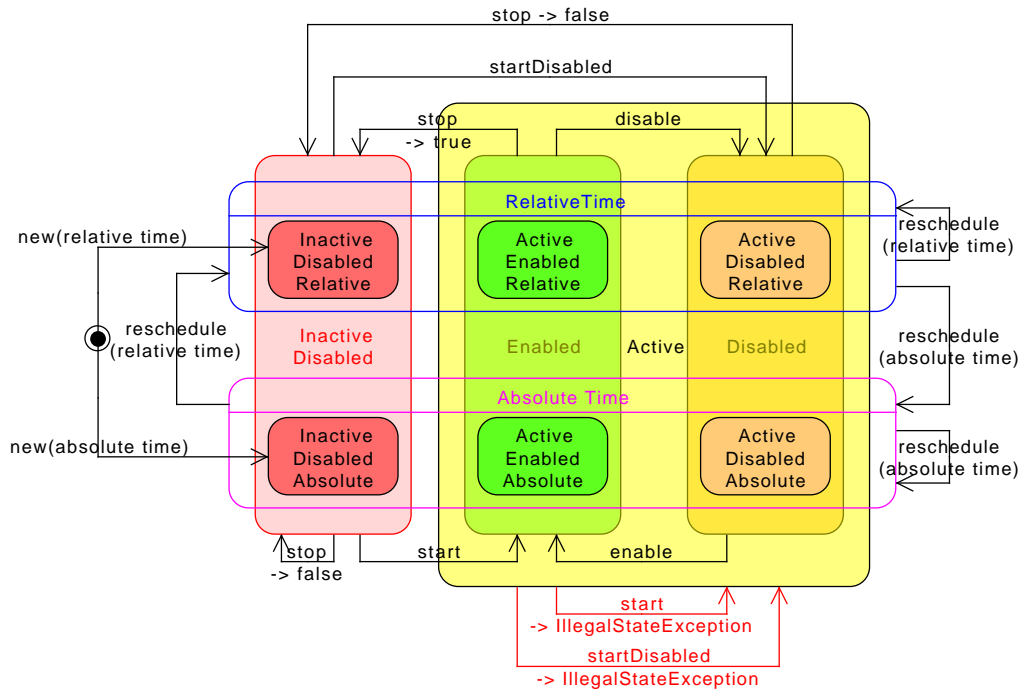 stop -> false
startDisabled
stop
-> true
disable
RelativeTime
new(relative time)
Inactive
Disabled
Relative
Active
Enabled
Relative
Active
Disabled
Relative
reschedule
(relative time)
reschedule
(relative time)
Inactive
Disabled
Enabled
Active
Disabled
reschedule
(absolute time)
Absolute Time
new(absolute time)
Inactive
Disabled
Absolute
Active
Enabled
Absolute
Active
Disabled
Absolute
reschedule
(absolute time)
stop
-> false
start
enable
start
-> IllegalStateException
startDisabled
-> IllegalStateException